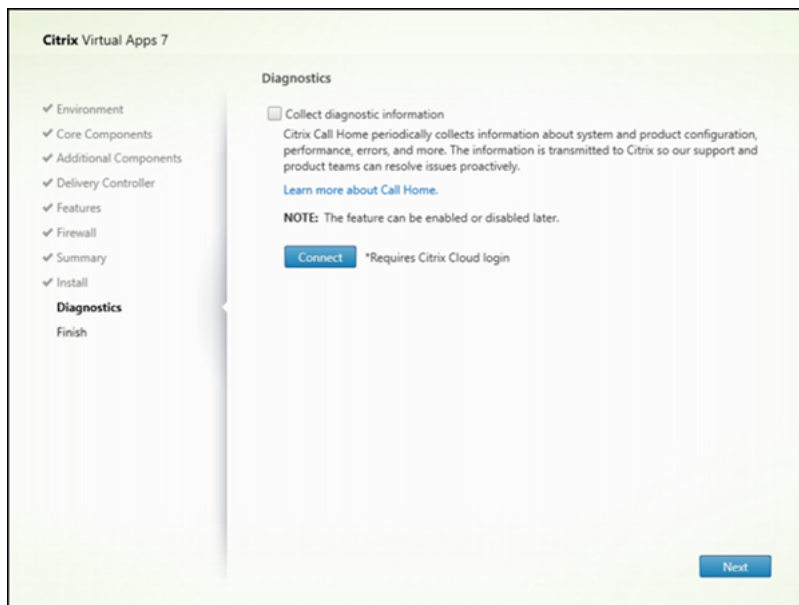 Citrix Virtual Apps 7
✔ Environment
✔ Core Components
✔ Additional Components
✔ Delivery Controller
✔ Features
✔ Firewall
✔ Summary
✔ Install
Diagnostics
Finish
Diagnostics
Collect diagnostic information
Citrix Call Home periodically collects information about system and product configuration,
performance, errors, and more. The information is transmitted to Citrix so our support and
product teams can resolve issues proactively.
Learn more about Call Home.
NOTE: The feature can be enabled or disabled later.
Connect *Requires Citrix Cloud login
Next